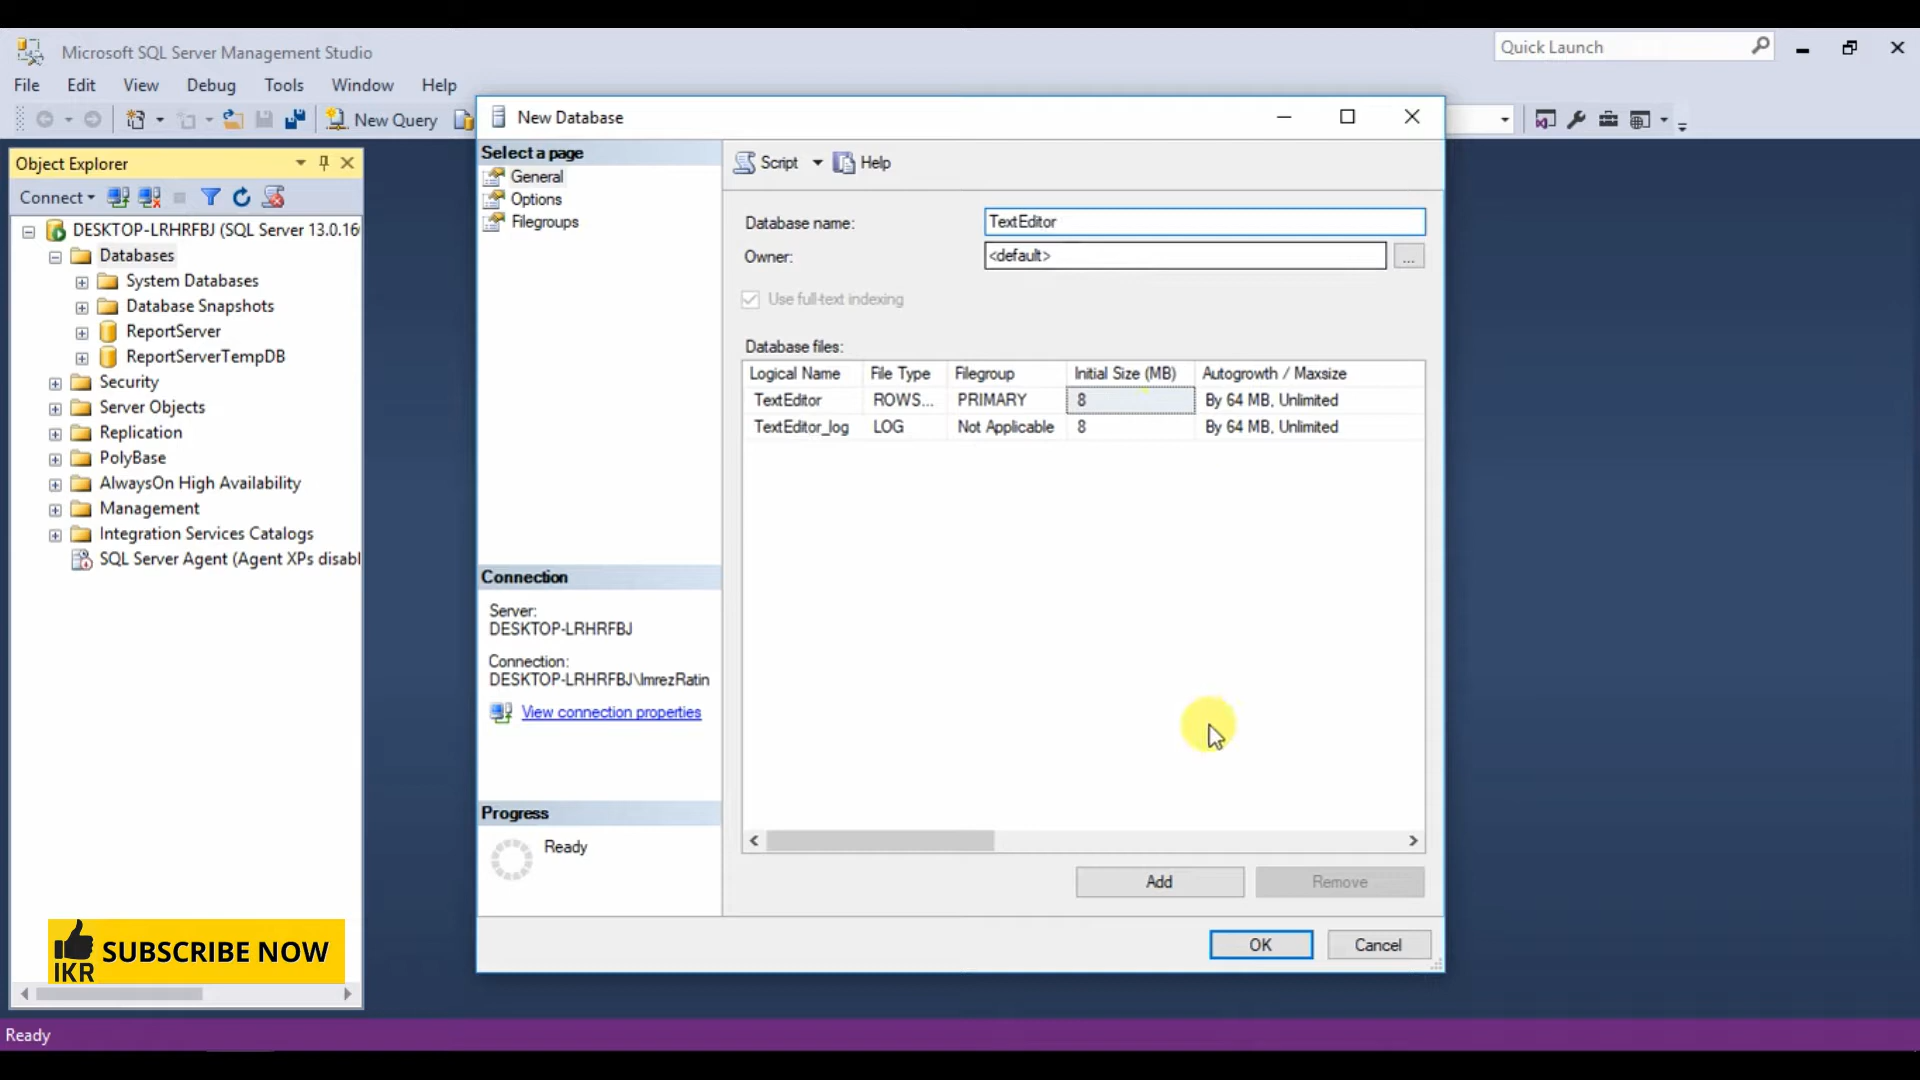 Microsoft SQL Server Management Studio
Quick Launch
File Edit View Debug Tools Window Help
New Query
Object Explorer
Connect
DESKTOP-LRHRFBJ (SQL Server 13.0.16
Databases
System Databases
Database Snapshots
ReportServer
ReportServerTempDB
Security
Server Objects
Replication
PolyBase
AlwaysOn High Availability
Management
Integration Services Catalogs
SQL Server Agent (Agent XPs disabl
SUBSCRIBE NOW
IKR
New Database
Select a page
General
Options
Filegroups
Connection
Server:
DESKTOP-LRHRFBJ
Connection:
DESKTOP-LRHRFBJ\ImrezRatin
View connection properties
Progress
Ready
Script Help
Database name: TextEditor
Owner: <default> ...
Use full-text indexing
Database files:
Logical Name File Type Filegroup Initial Size (MB) Autogrowth / Maxsize
TextEditor ROWS... PRIMARY 8 By 64 MB, Unlimited
TextEditor_log LOG Not Applicable 8 By 64 MB, Unlimited
Add Remove
OK Cancel
Ready